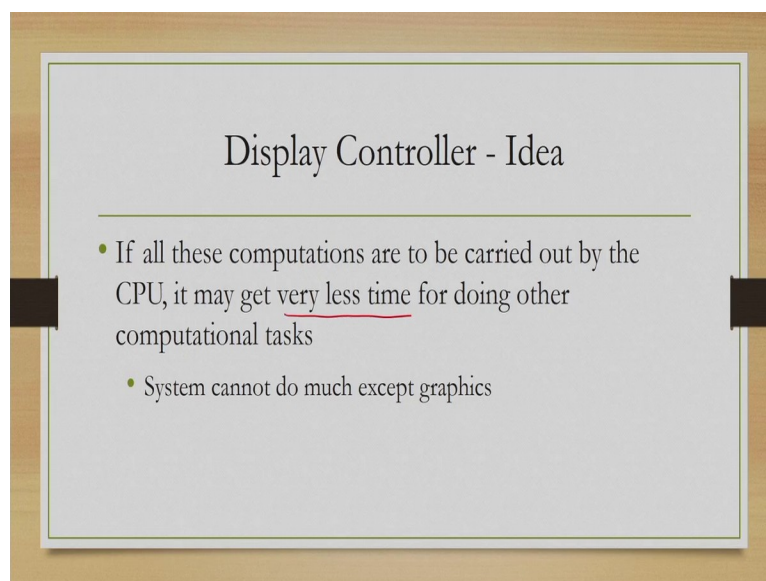 Display Controller - Idea
• If all these computations are to be carried out by the
CPU, it may get very less time for doing other
computational tasks
• System cannot do much except graphics